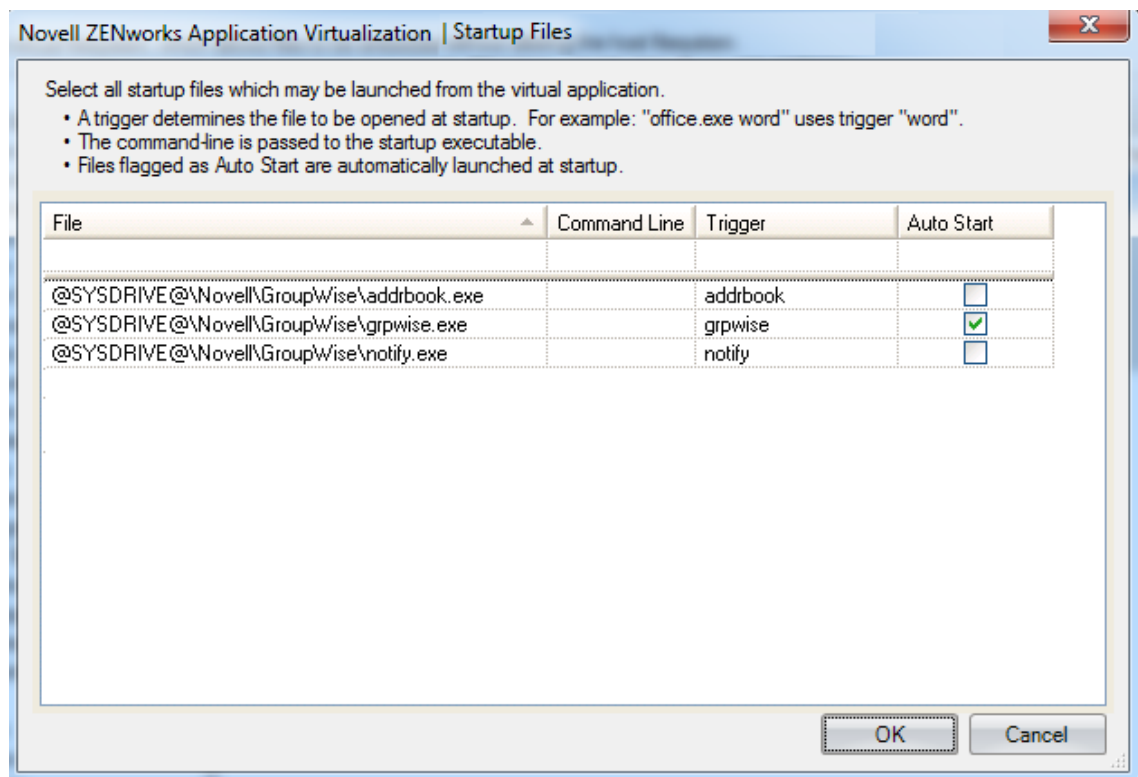 Novell ZENworks Application Virtualization | Startup Files
Select all startup files which may be launched from the virtual application.
• A trigger determines the file to be opened at startup. For example: "office.exe word" uses trigger "word".
• The command-line is passed to the startup executable.
• Files flagged as Auto Start are automatically launched at startup.
File Command Line Trigger Auto Start
@SYSDRIVE@\Novell\GroupWise\addrbook.exe addrbook
@SYSDRIVE@\Novell\GroupWise\grpwise.exe grpwise
@SYSDRIVE@\Novell\GroupWise\notify.exe notify
OK Cancel